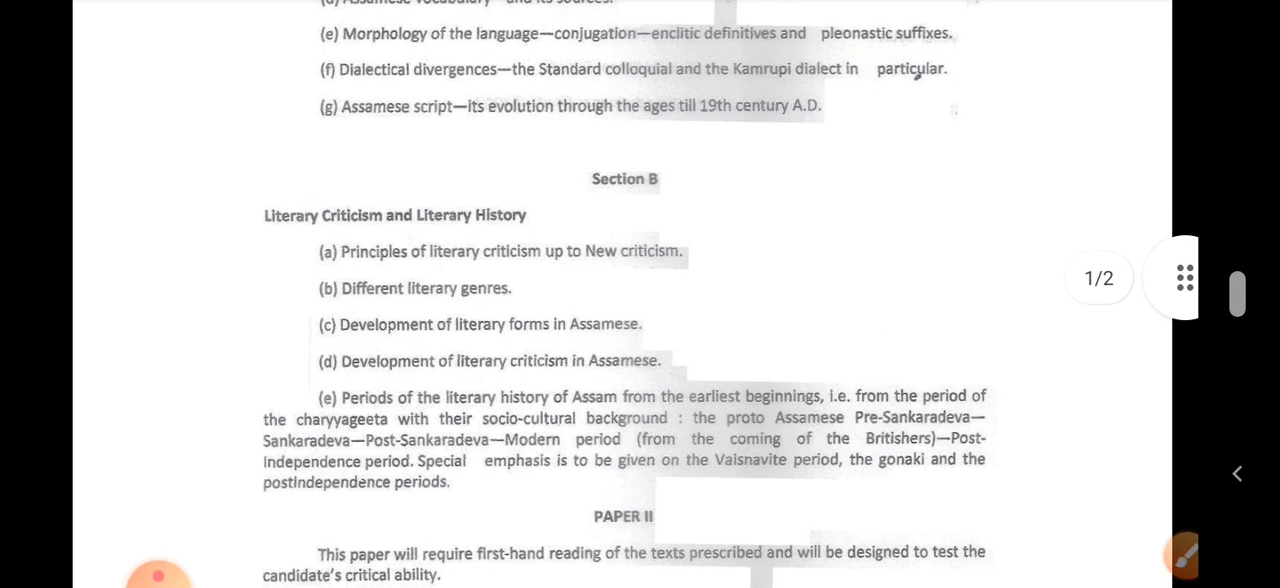 (d) Assamese vocabulary and its sources.
(e) Morphology of the language—conjugation—enclitic definitives and pleonastic suffixes.
(f) Dialectical divergences—the Standard colloquial and the Kamrupi dialect in particular.
(g) Assamese script—its evolution through the ages till 19th century A.D.
Section B
Literary Criticism and Literary History
(a) Principles of literary criticism up to New criticism.
(b) Different literary genres.
(c) Development of literary forms in Assamese.
(d) Development of literary criticism in Assamese.
(e) Periods of the literary history of Assam from the earliest beginnings, i.e. from the period of
the charyyageeta with their socio-cultural background : the proto Assamese Pre-Sankaradeva—
Sankaradeva—Post-Sankaradeva—Modern period (from the coming of the Britishers)—Post-
Independence period. Special emphasis is to be given on the Vaisnavite period, the gonaki and the
postindependence periods.
PAPER II
This paper will require first-hand reading of the texts prescribed and will be designed to test the
candidate's critical ability.
1/2